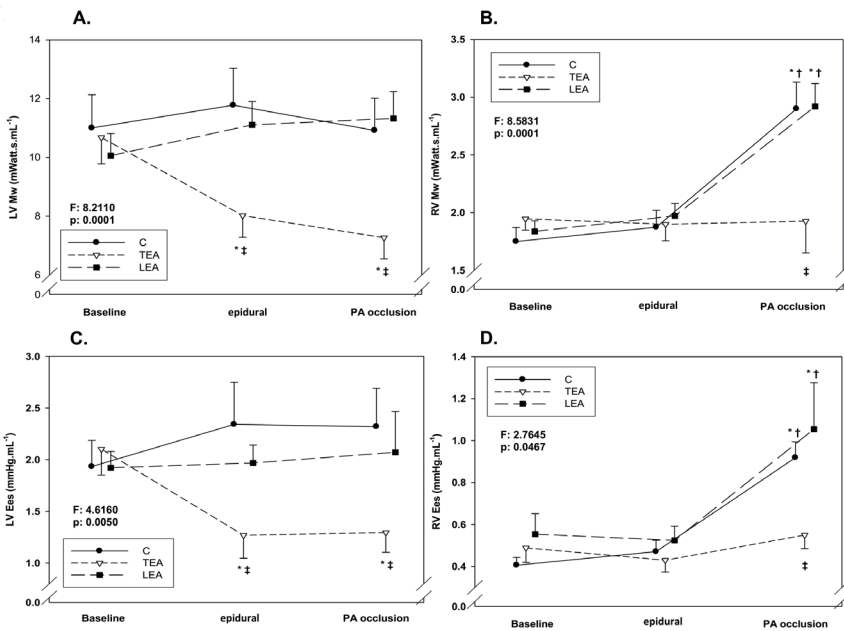 A.
14
12
10
8
6
0
LV Mw (mWatt.s.mL⁻¹)
F: 8.2110
p: 0.0001
C
TEA
LEA
* ‡
* ‡
Baseline
epidural
PA occlusion
B.
3.5
3.0
2.5
2.0
1.5
0.0
RV Mw (mWatt.s.mL⁻¹)
C
TEA
LEA
F: 8.5831
p: 0.0001
* † * †
‡
Baseline
epidural
PA occlusion
C.
3.0
2.5
2.0
1.5
1.0
0.0
LV Ees (mmHg.mL⁻¹)
F: 4.6160
p: 0.0050
C
TEA
LEA
* ‡
* ‡
Baseline
epidural
PA occlusion
D.
1.4
1.2
1.0
0.8
0.6
0.4
0.0
RV Ees (mmHg.mL⁻¹)
C
TEA
LEA
F: 2.7645
p: 0.0467
* †
* †
‡
Baseline
epidural
PA occlusion